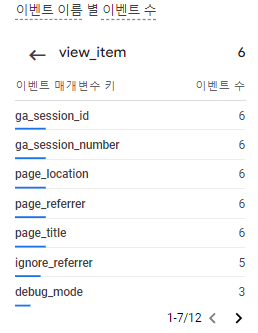 이벤트 이름 별 이벤트 수
view_item 6
이벤트 매개변수 키 이벤트 수
ga_session_id 6
ga_session_number 6
page_location 6
page_referrer 6
page_title 6
ignore_referrer 5
debug_mode 3
1-7/12